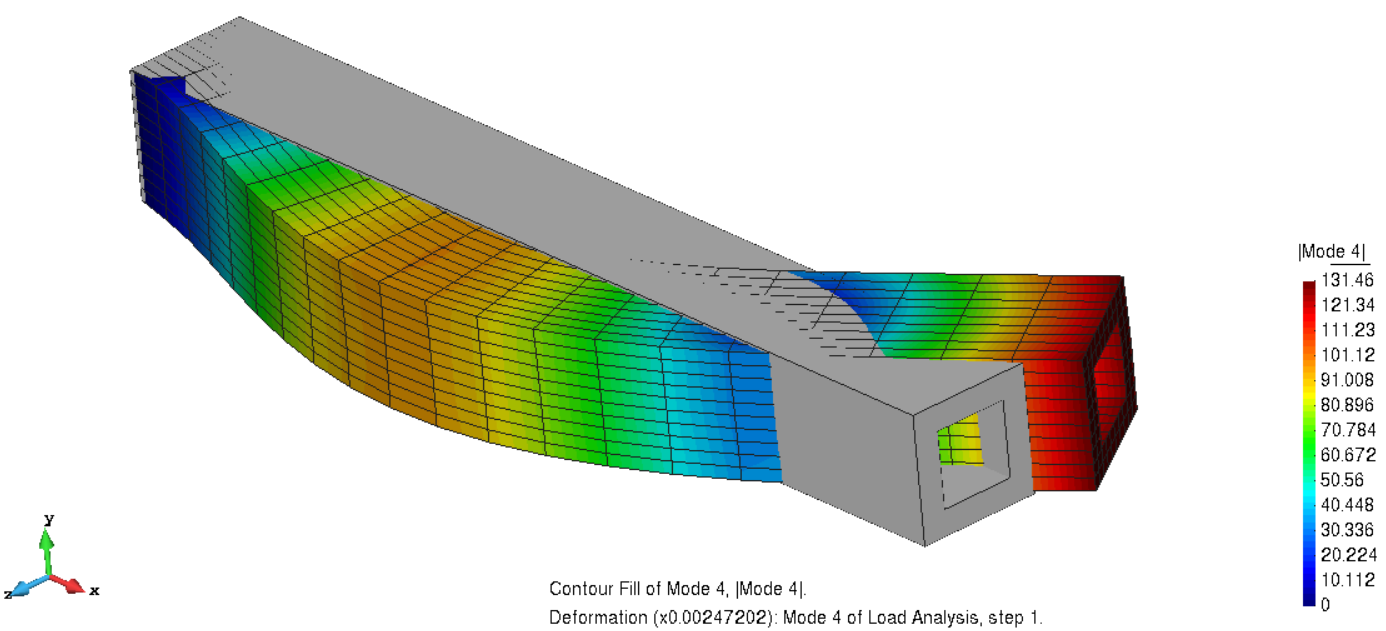 |Mode 4|
131.46
121.34
111.23
101.12
91.008
80.896
70.784
60.672
50.56
40.448
30.336
20.224
10.112
0
y
z
x
Contour Fill of Mode 4, |Mode 4|.
Deformation (x0.00247202): Mode 4 of Load Analysis, step 1.